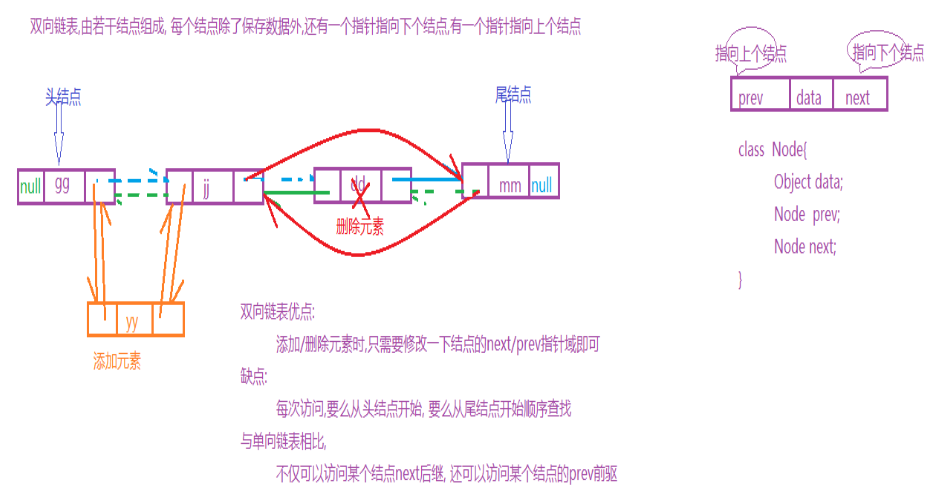 双向链表,由若干结点组成, 每个结点除了保存数据外,还有一个指针指向下个结点,有一个指针指向上个结点
指向上个结点
指向下个结点
prev data next
头结点
尾结点
null gg
jj
dd
mm null
删除元素
yy
添加元素
class Node{
Object data;
Node prev;
Node next;
}
双向链表优点:
添加/删除元素时,只需要修改一下结点的next/prev指针域即可
缺点:
每次访问,要么从头结点开始, 要么从尾结点开始顺序查找
与单向链表相比,
不仅可以访问某个结点next后继, 还可以访问某个结点的prev前驱